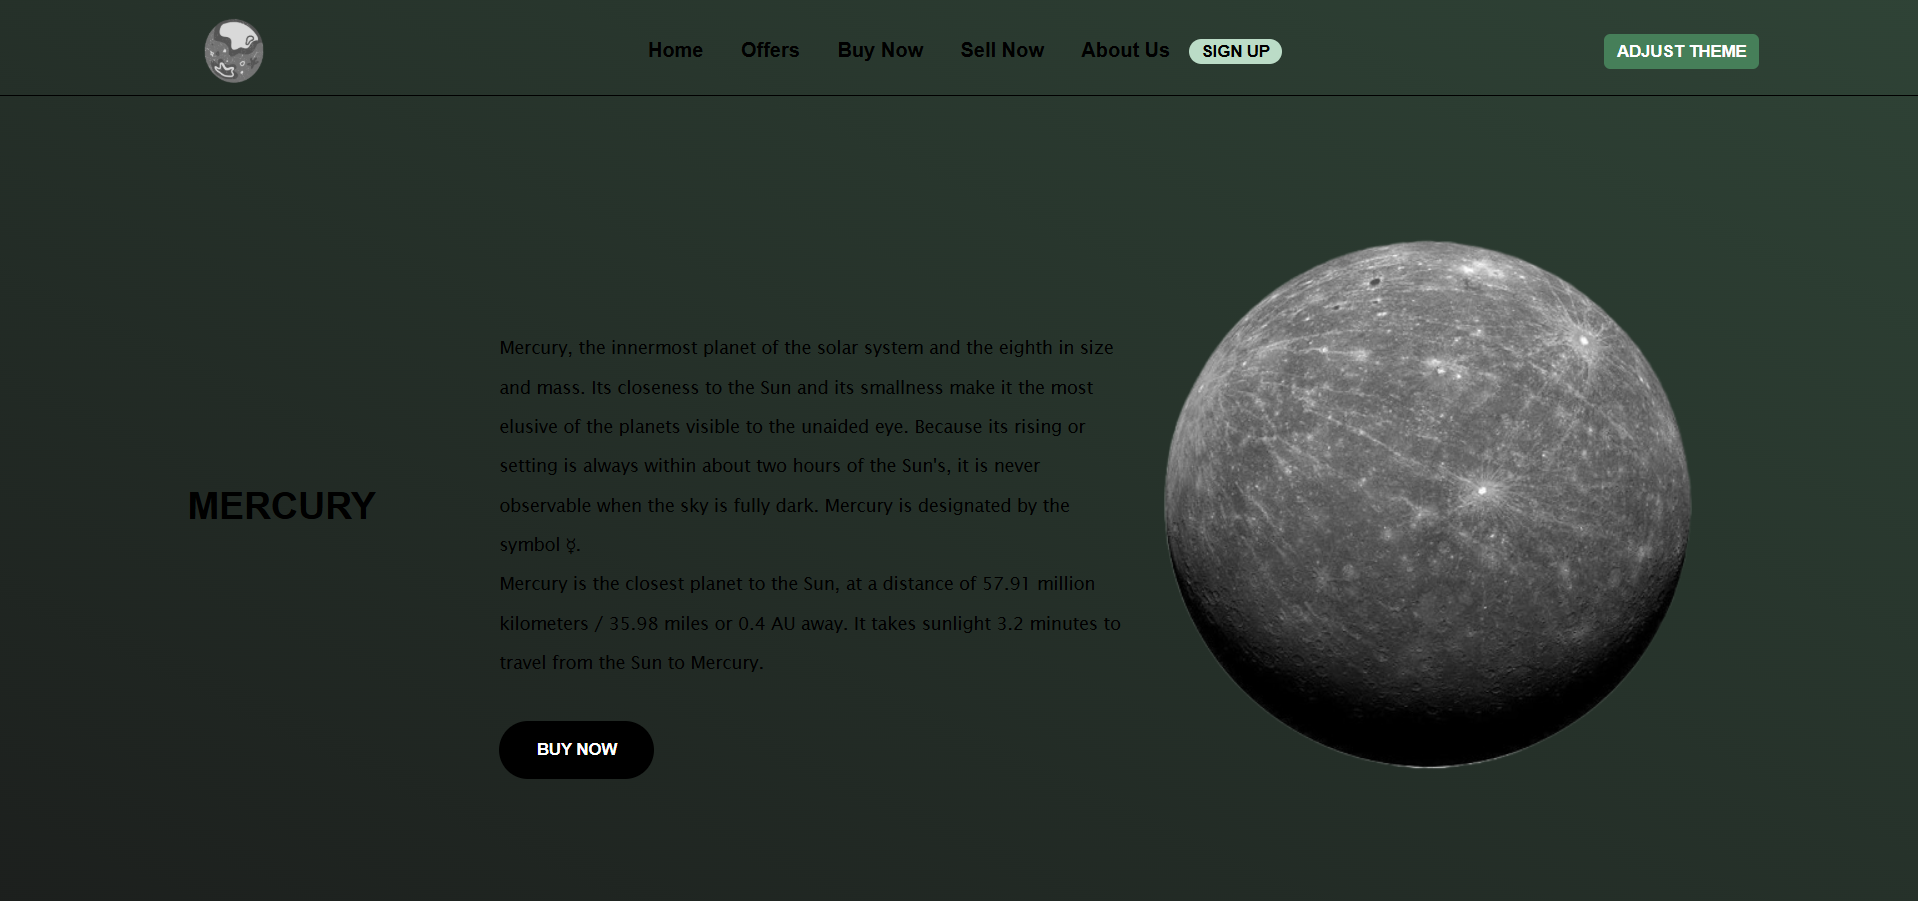 Home Offers Buy Now Sell Now About Us SIGN UP ADJUST THEME
MERCURY
Mercury, the innermost planet of the solar system and the eighth in size
and mass. Its closeness to the Sun and its smallness make it the most
elusive of the planets visible to the unaided eye. Because its rising or
setting is always within about two hours of the Sun's, it is never
observable when the sky is fully dark. Mercury is designated by the
symbol ☿.
Mercury is the closest planet to the Sun, at a distance of 57.91 million
kilometers / 35.98 miles or 0.4 AU away. It takes sunlight 3.2 minutes to
travel from the Sun to Mercury.
BUY NOW